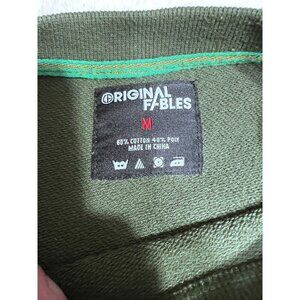 ORIGINAL
FABLES
M
60% COTTON 40% POLY
MADE IN CHINA